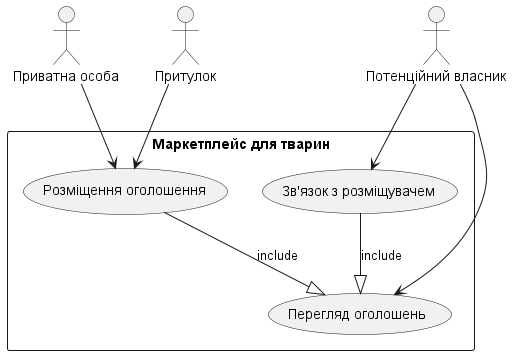 Приватна особа
Притулок
Потенційний власник
Маркетплейс для тварин
Розміщення оголошення
Зв'язок з розміщувачем
include
include
Перегляд оголошень